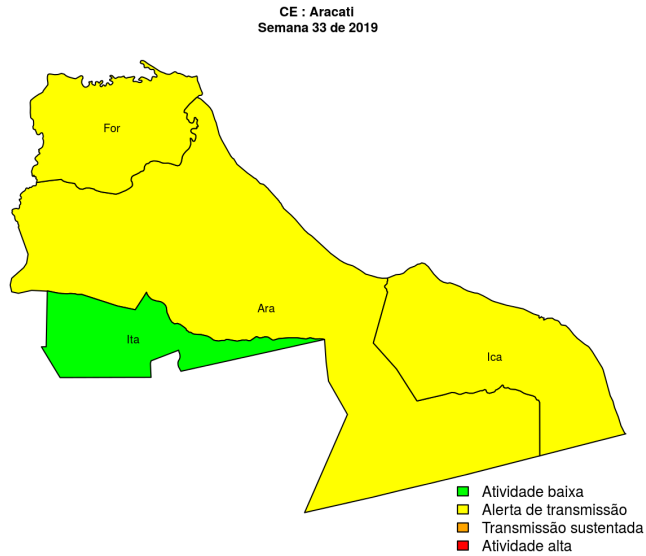 CE : Aracati
Semana 33 de 2019
For
Ara
Ita
Ica
Atividade baixa
Alerta de transmissão
Transmissão sustentada
Atividade alta